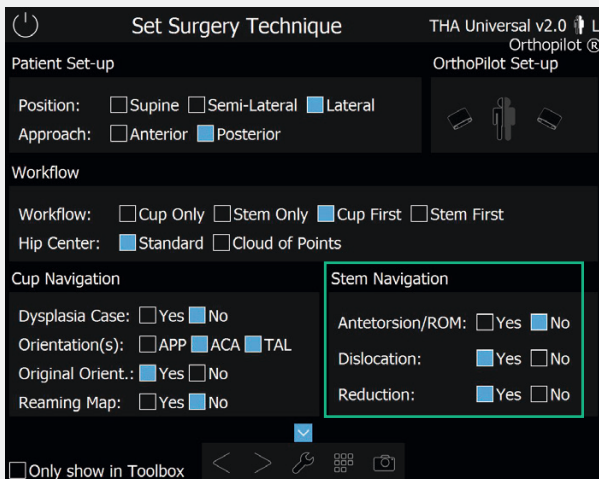 Set Surgery Technique
THA Universal v2.0 L
Orthopilot ®
Patient Set-up
OrthoPilot Set-up
Position: Supine Semi-Lateral Lateral
Approach: Anterior Posterior
Workflow
Workflow: Cup Only Stem Only Cup First Stem First
Hip Center: Standard Cloud of Points
Cup Navigation
Dysplasia Case: Yes No
Orientation(s): APP ACA TAL
Original Orient.: Yes No
Reaming Map: Yes No
Stem Navigation
Antetorsion/ROM: Yes No
Dislocation: Yes No
Reduction: Yes No
Only show in Toolbox